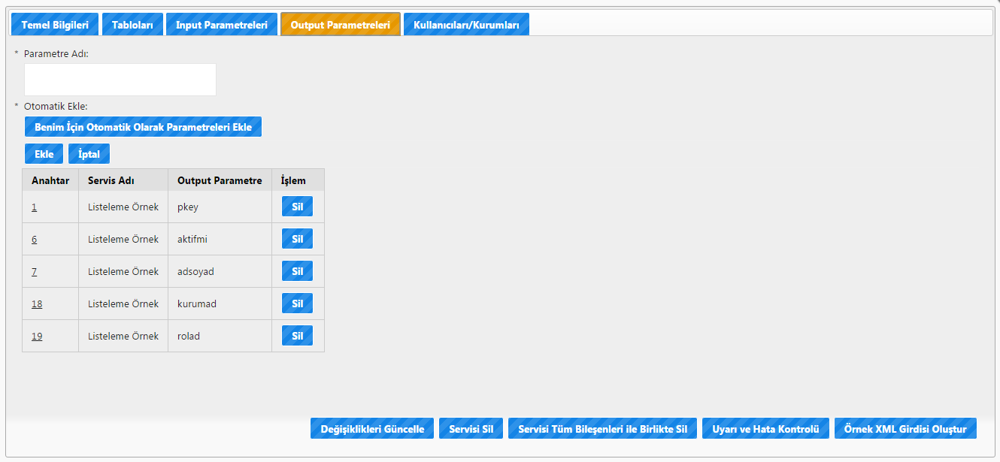 Temel Bilgileri Tabloları Input Parametreleri Output Parametreleri Kullanıcıları/Kurumları
* Parametre Adı:
* Otomatik Ekle:
Benim İçin Otomatik Olarak Parametreleri Ekle
Ekle İptal
Anahtar Servis Adı Output Parametre İşlem
1 Listeleme Örnek pkey Sil
6 Listeleme Örnek aktifmi Sil
7 Listeleme Örnek adsoyad Sil
18 Listeleme Örnek kurumad Sil
19 Listeleme Örnek rolad Sil
Değişiklikleri Güncelle Servisi Sil Servisi Tüm Bileşenleri ile Birlikte Sil Uyarı ve Hata Kontrolü Örnek XML Girdisi Oluştur